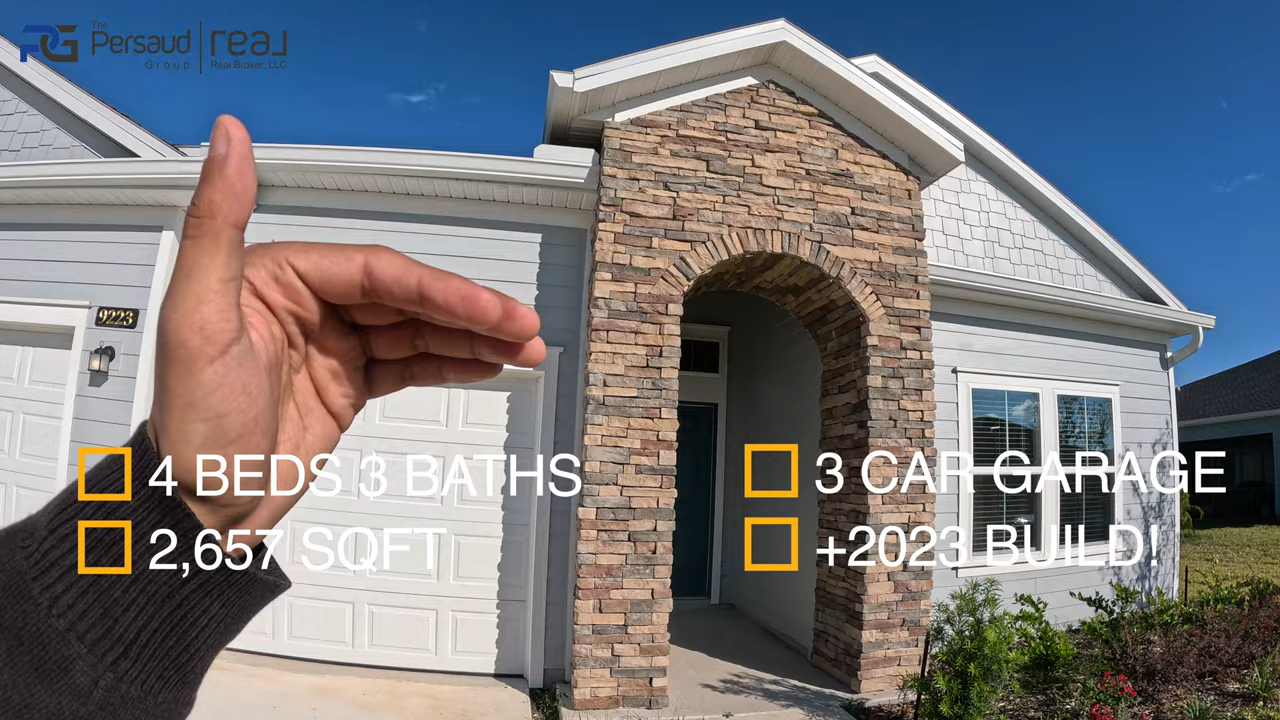 PG The Persaud Group | real Real Broker, LLC
9223
4 BEDS 3 BATHS
3 CAR GARAGE
2,657 SQFT
+2023 BUILD!